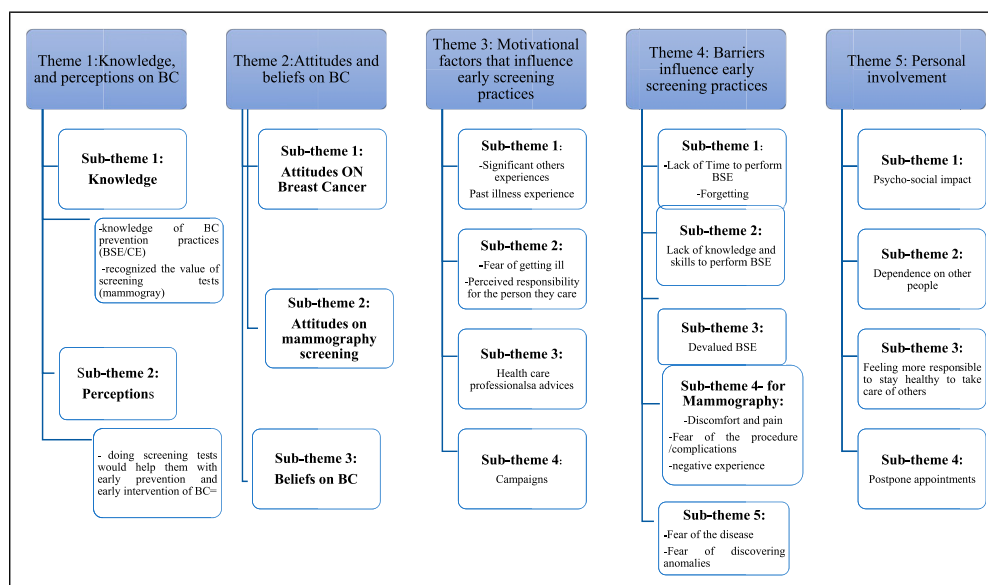 Theme 1:Knowledge,
and perceptions on BC
Sub-theme 1:
Knowledge
-knowledge of BC
prevention practices
(BSE/CE)
-recognized the value of
screening tests
(mammogray)
Sub-theme 2:
Perceptions
- doing screening tests
would help them with
early prevention and
early intervention of BC=
Theme 2:Attitudes and
beliefs on BC
Sub-theme 1:
Attitudes ON
Breast Cancer
Sub-theme 2:
Attitudes on
mammography
screening
Sub-theme 3:
Beliefs on BC
Theme 3: Motivational
factors that influence
early screening
practices
Sub-theme 1:
-Significant others
experiences
Past illness experience
Sub-theme 2:
-Fear of getting ill
-Perceived responsibility
for the person they care
Sub-theme 3:
Health care
professionalsa advices
Sub-theme 4:
Campaigns
Theme 4: Barriers
influence early
screening practices
Sub-theme 1:
-Lack of Time to perform
BSE
-Forgetting
Sub-theme 2:
Lack of knowledge and
skills to perform BSE
Sub-theme 3:
Devalued BSE
Sub-theme 4- for
Mammography:
-Discomfort and pain
-Fear of the procedure
/complications
-negative experience
Sub-theme 5:
-Fear of the disease
-Fear of discovering
anomalies
Theme 5: Personal
involvement
Sub-theme 1:
Psycho-social impact
Sub-theme 2:
Dependence on other
people
Sub-theme 3:
Feeling more responsible
to stay healthy to take
care of others
Sub-theme 4:
Postpone appointments